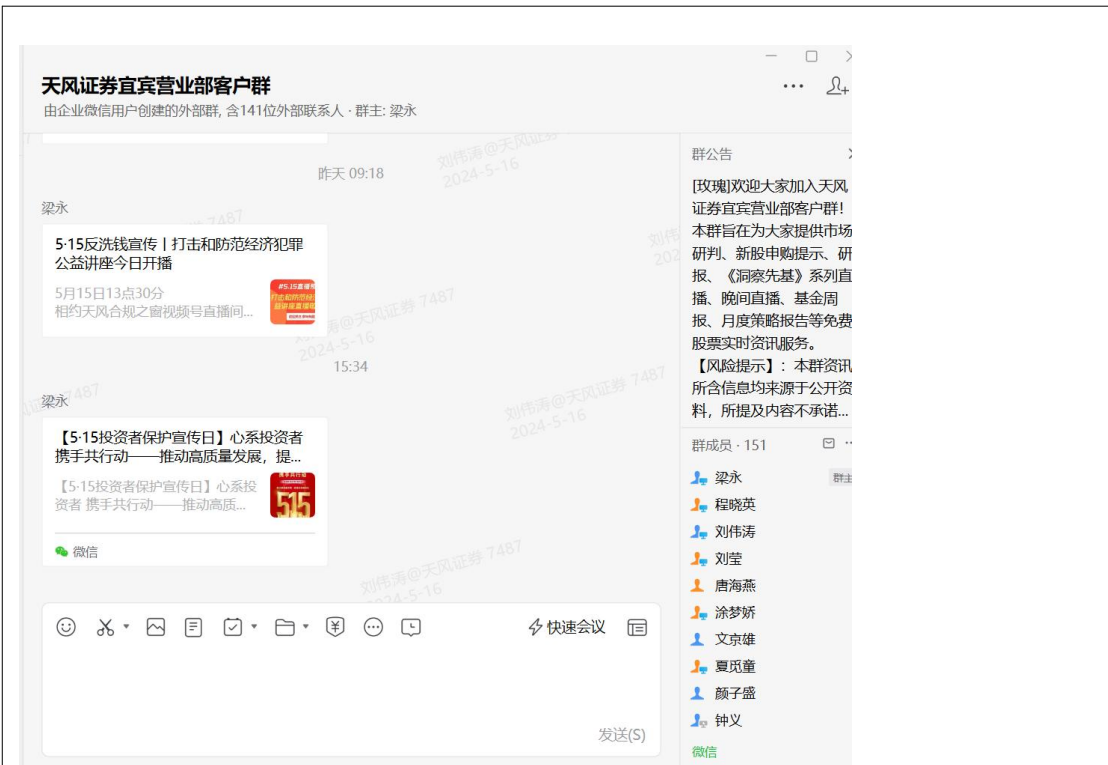 天风证券宜宾营业部客户群
由企业微信用户创建的外部群, 含141位外部联系人 · 群主: 梁永
昨天 09:18
梁永
5·15反洗钱宣传丨打击和防范经济犯罪
公益讲座今日开播
5月15日13点30分
相约天风合规之窗视频号直播间...
15:34
梁永
【5·15投资者保护宣传日】心系投资者
携手共行动——推动高质量发展，提...
【5·15投资者保护宣传日】心系投
资者 携手共行动——推动高质...
515
微信
快速会议
发送(S)
群公告
[玫瑰]欢迎大家加入天风
证券宜宾营业部客户群！
本群旨在为大家提供市场
研判、新股申购提示、研
报、《洞察先基》系列直
播、晚间直播、基金周
报、月度策略报告等免费
股票实时资讯服务。
【风险提示】：本群资讯
所含信息均来源于公开资
料，所提及内容不承诺...
群成员 · 151
梁永
群主
程晓英
刘伟涛
刘莹
唐海燕
涂梦娇
文京雄
夏觅童
颜子盛
钟义
微信
刘伟涛@天风证券 7487
2024-5-16